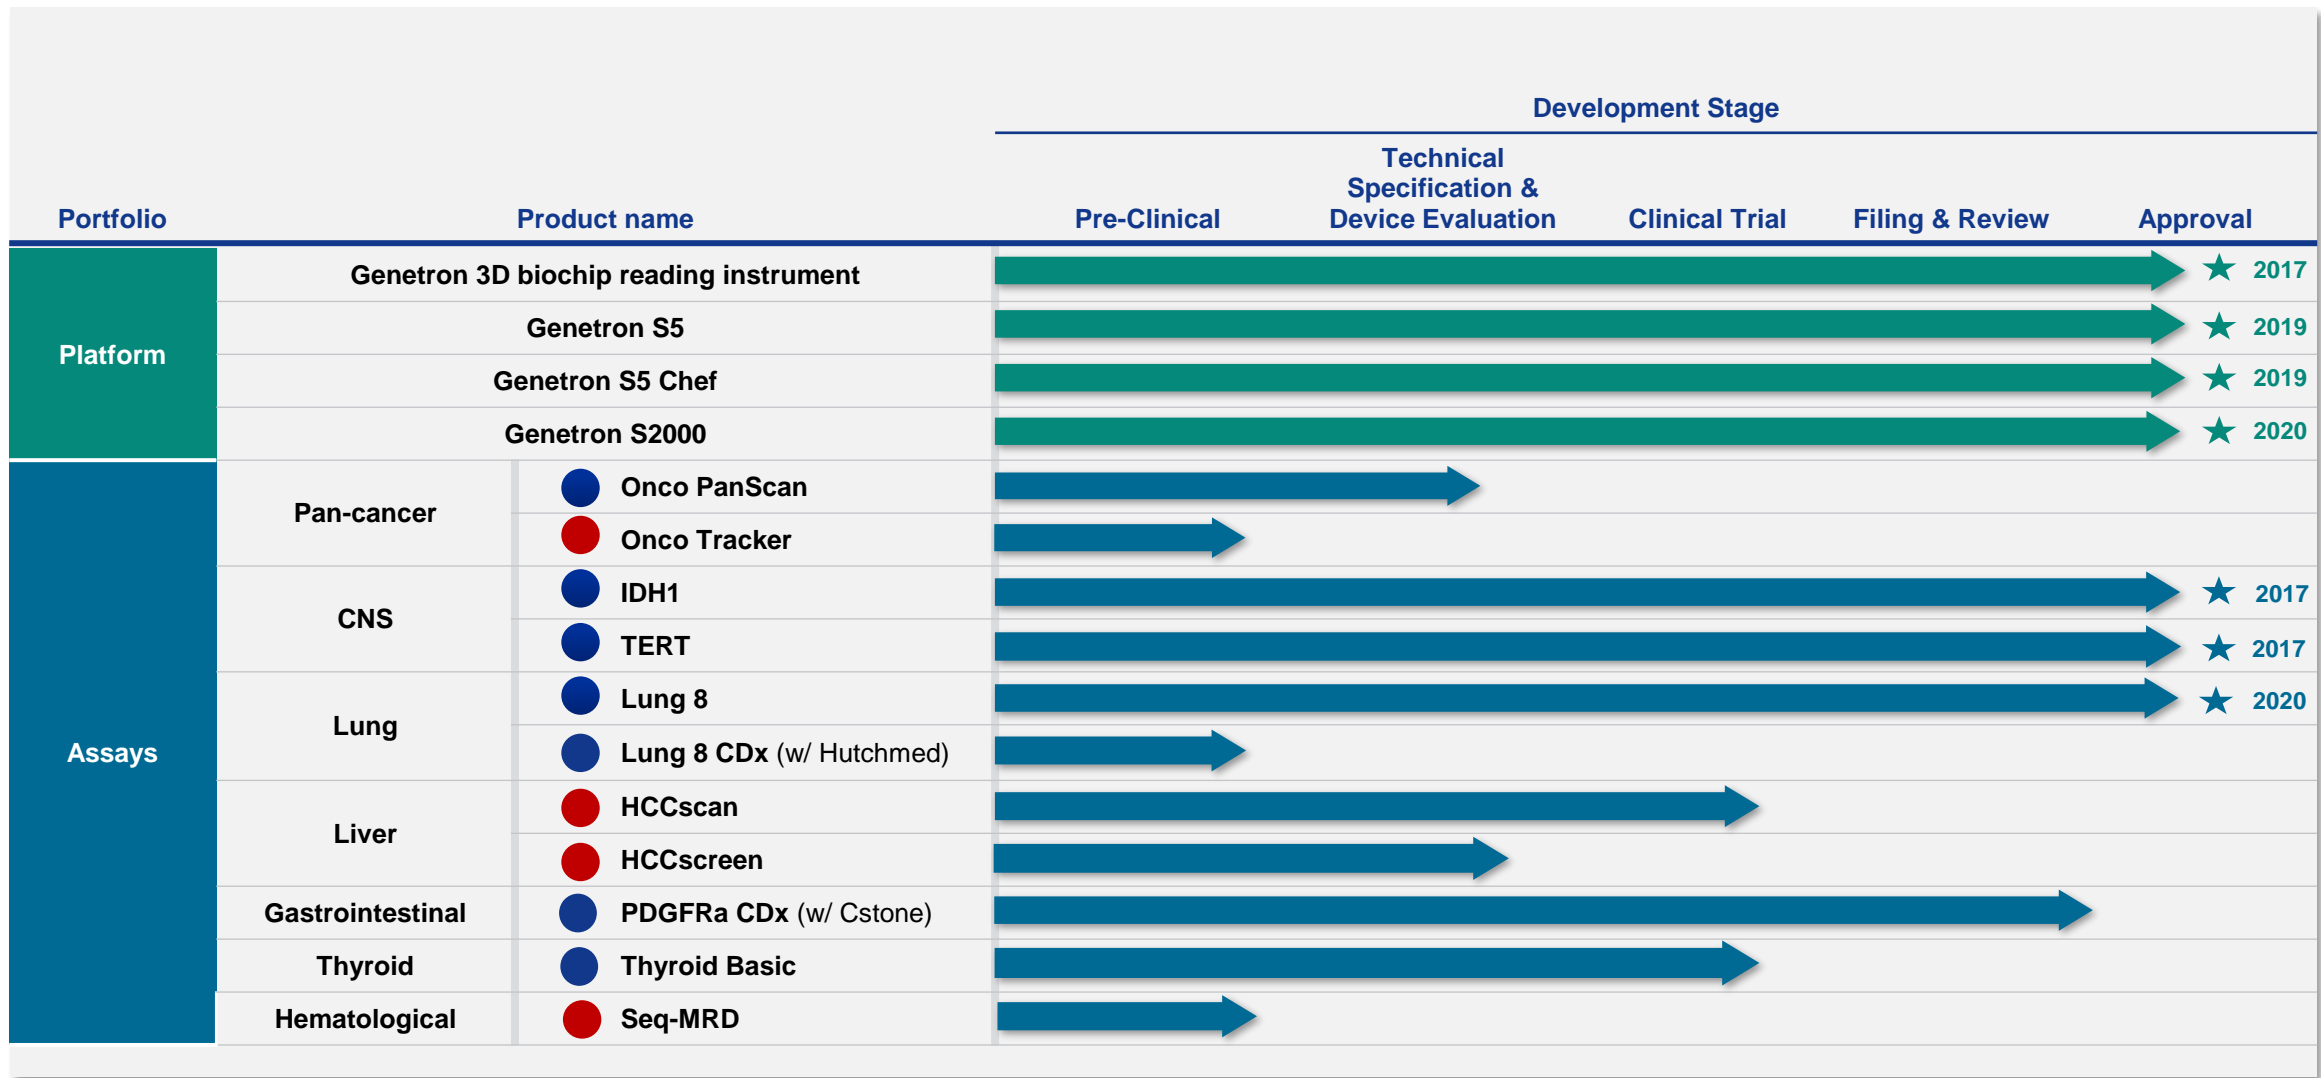 Development Stage
Portfolio
Product name
Pre-Clinical
Technical
Specification &
Device Evaluation
Clinical Trial
Filing & Review
Approval
Platform
Genetron 3D biochip reading instrument
2017
Genetron S5
2019
Genetron S5 Chef
2019
Genetron S2000
2020
Assays
Pan-cancer
Onco PanScan
Onco Tracker
CNS
IDH1
2017
TERT
2017
Lung
Lung 8
2020
Lung 8 CDx (w/ Hutchmed)
Liver
HCCscan
HCCscreen
Gastrointestinal
PDGFRa CDx (w/ Cstone)
Thyroid
Thyroid Basic
Hematological
Seq-MRD